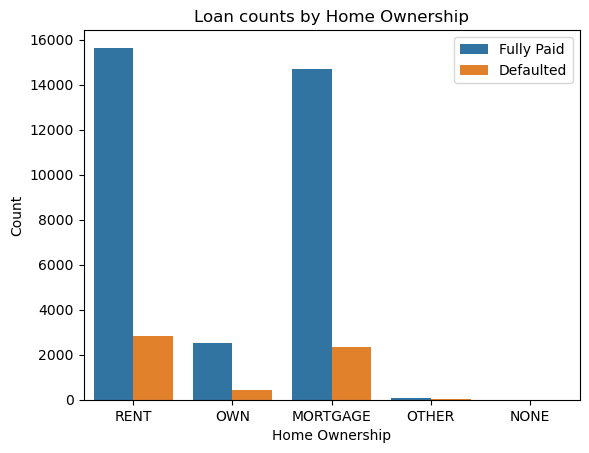 Loan counts by Home Ownership
Fully Paid
Defaulted
16000
14000
12000
10000
8000
6000
4000
2000
0
Count
RENT OWN MORTGAGE OTHER NONE
Home Ownership